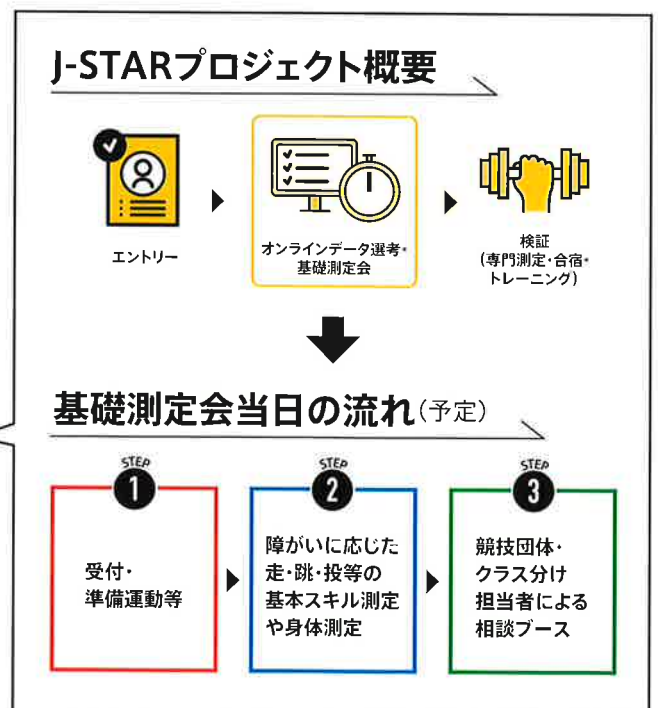 J-STARプロジェクト概要
エントリー
オンラインデータ選考・
基礎測定会
検証
(専門測定・合宿・
トレーニング)
基礎測定会当日の流れ(予定)
STEP
1
受付・
準備運動等
STEP
2
障がいに応じた
走・跳・投等の
基本スキル測定
や身体測定
STEP
3
競技団体・
クラス分け
担当者による
相談ブース